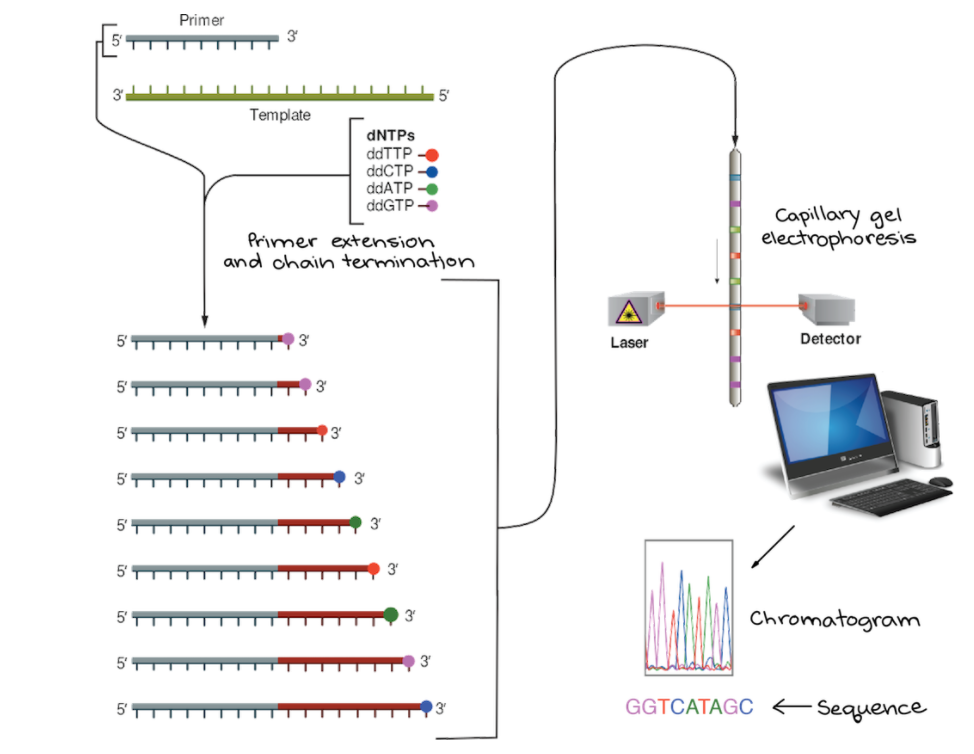 Primer
5′ 3′
3′ 5′
Template
dNTPs
ddTTP
ddCTP
ddATP
ddGTP
Primer extension
and chain termination
5′ 3′
5′ 3′
5′ 3′
5′ 3′
5′ 3′
5′ 3′
5′ 3′
5′ 3′
5′ 3′
Capillary gel
electrophoresis
Laser
Detector
Chromatogram
GGTCATAGC
Sequence